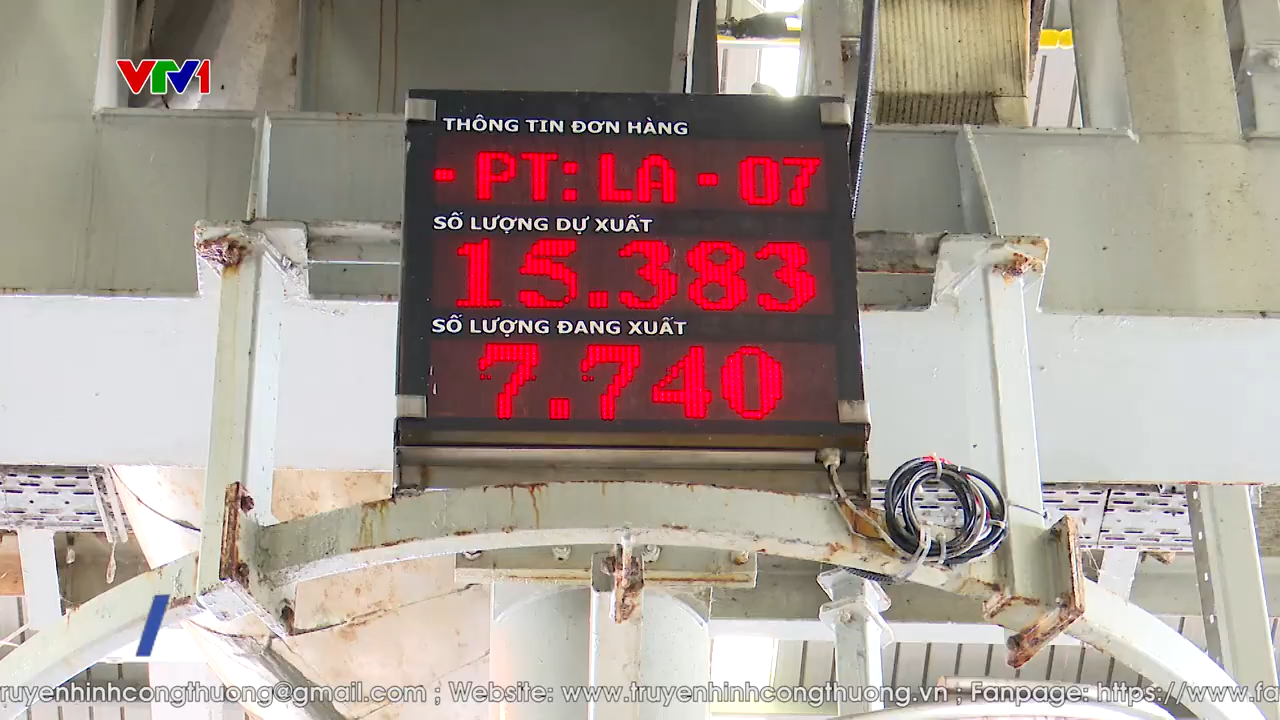 VTV1
THÔNG TIN ĐƠN HÀNG
- PT: LA - 07
SỐ LƯỢNG DỰ XUẤT
15.383
SỐ LƯỢNG ĐANG XUẤT
7.740
ruyenhinhcongthuong@gmail.com ; Website: www.truyenhinhcongthuong.vn ; Fanpage: https://www.fa